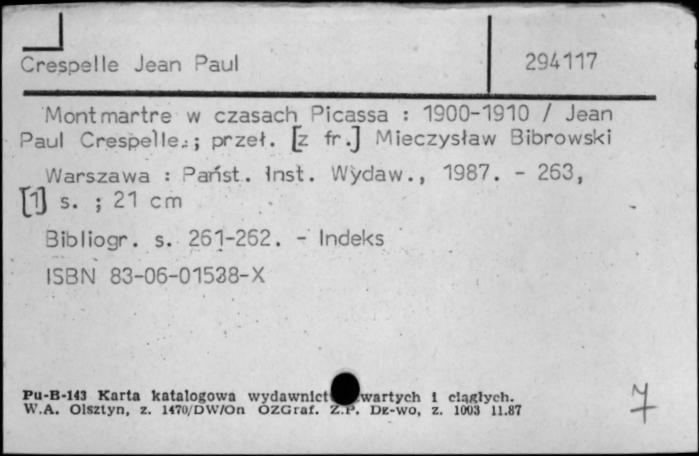 Crespelle Jean Paul 294117
Montmartre w czasach Picassa : 1900-1910 / Jean
Paul Crespelle.; przeł. [z fr.] Mieczysław Bibrowski
Warszawa : Państ. Inst. Wydaw., 1987. - 263,
[1] s. ; 21 cm
Bibliogr. s. 261-262. - Indeks
ISBN 83-06-01538-X
Pu-B-143 Karta katalogowa wydawnict wartych i ciągłych.
W.A. Olsztyn, z. 1470/DW/On OZGraf. Z.P. Dz-wo, z. 1003 11.87
7